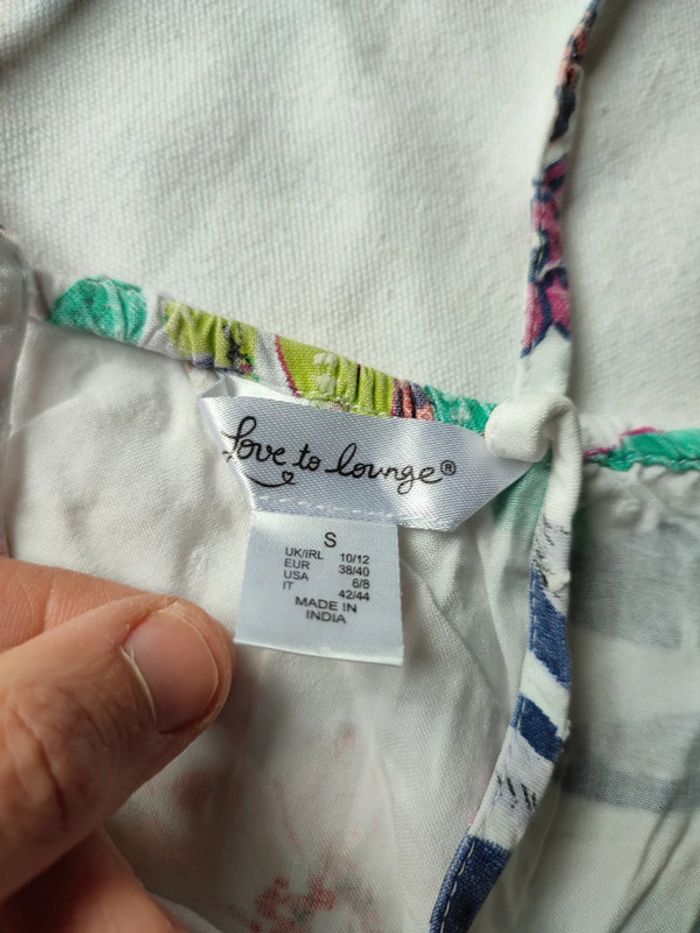 love to lounge®
S
UK/IRL 10/12
EUR 38/40
USA 6/8
IT 42/44
MADE IN
INDIA